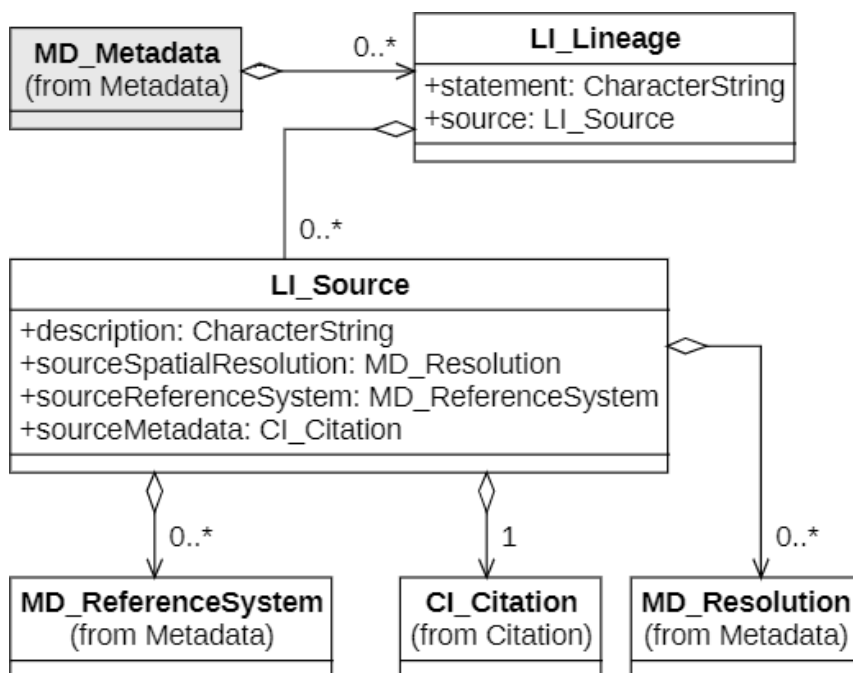 MD_Metadata
(from Metadata)
0..*
LI_Lineage
+statement: CharacterString
+source: LI_Source
0..*
LI_Source
+description: CharacterString
+sourceSpatialResolution: MD_Resolution
+sourceReferenceSystem: MD_ReferenceSystem
+sourceMetadata: CI_Citation
0..*
1
0..*
MD_ReferenceSystem
(from Metadata)
CI_Citation
(from Citation)
MD_Resolution
(from Metadata)